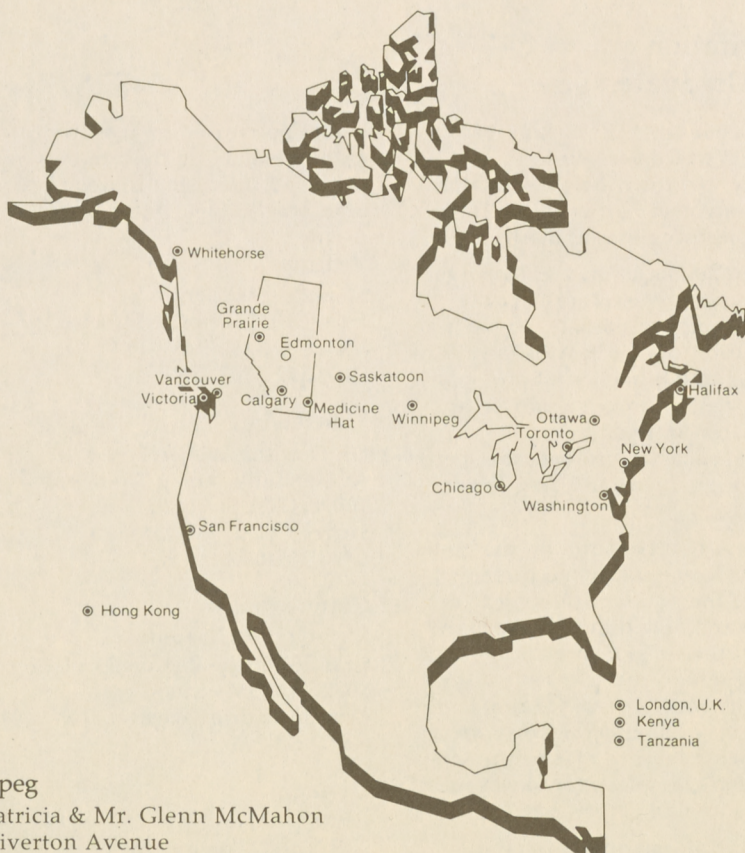 Whitehorse
Grande
Prairie
Edmonton
Saskatoon
Vancouver
Victoria
Calgary
Medicine
Hat
Winnipeg
Ottawa
Toronto
Halifax
New York
Chicago
Washington
San Francisco
Hong Kong
London, U.K.
Kenya
Tanzania
peg
atricia & Mr. Glenn McMahon
iverton Avenue